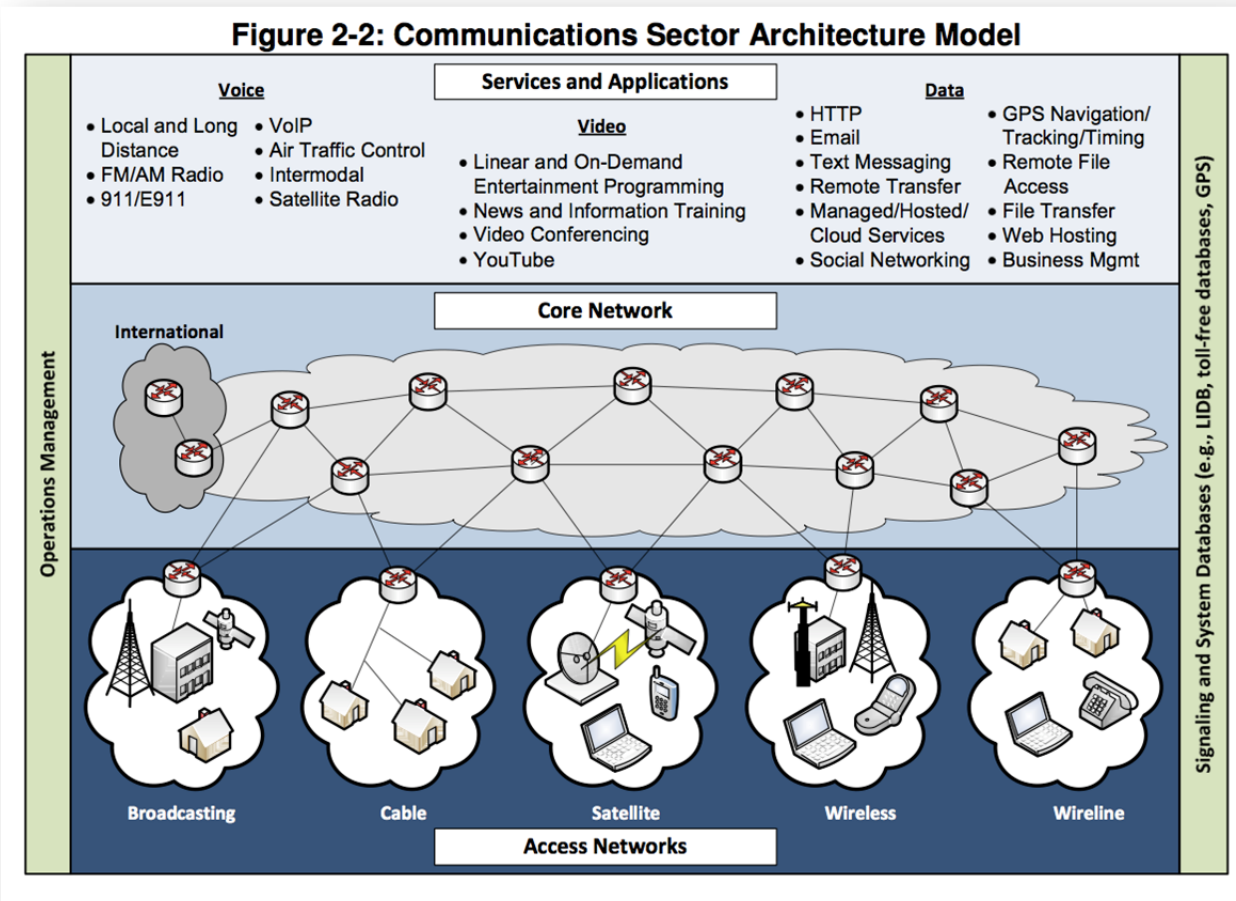 Figure 2-2: Communications Sector Architecture Model
Services and Applications
Voice
• Local and Long
Distance
• FM/AM Radio
• 911/E911
• VoIP
• Air Traffic Control
• Intermodal
• Satellite Radio
Video
• Linear and On-Demand
Entertainment Programming
• News and Information Training
• Video Conferencing
• YouTube
Data
• HTTP
• Email
• Text Messaging
• Remote Transfer
• Managed/Hosted/
Cloud Services
• Social Networking
• GPS Navigation/
Tracking/Timing
• Remote File
Access
• File Transfer
• Web Hosting
• Business Mgmt
Operations Management
Core Network
International
Signaling and System Databases (e.g., LIDB, toll-free databases, GPS)
Broadcasting
Cable
Satellite
Wireless
Wireline
Access Networks